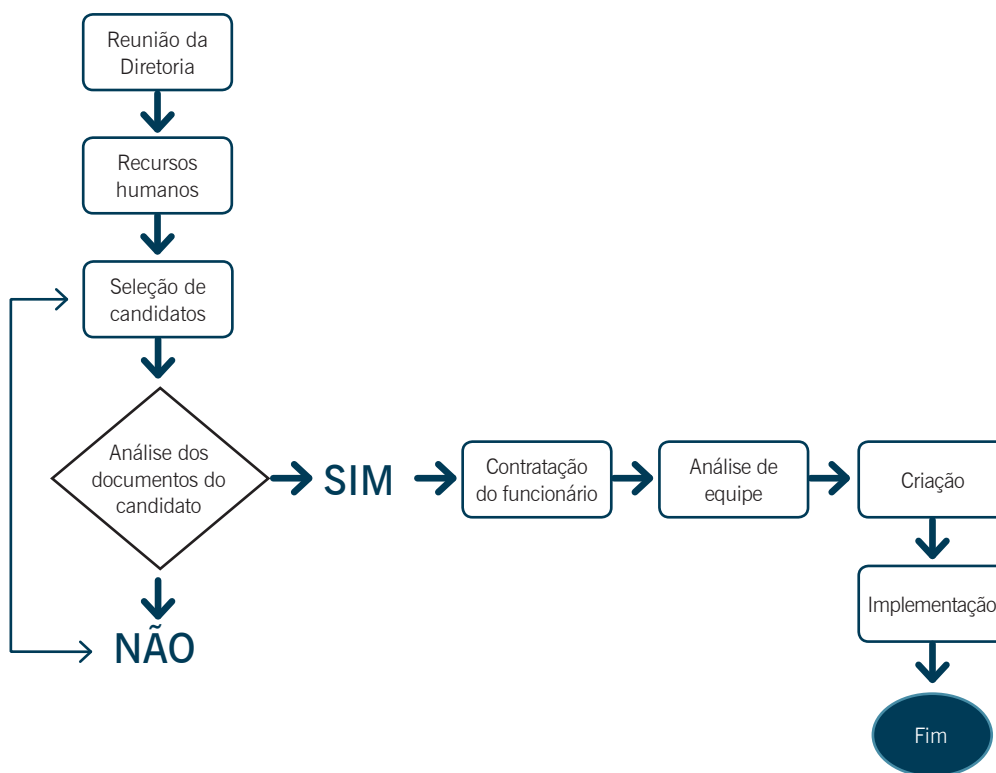 Reunião da
Diretoria
Recursos
humanos
Seleção de
candidatos
Análise dos
documentos do
candidato
SIM
Contratação
do funcionário
Análise de
equipe
Criação
Implementação
NÃO
Fim